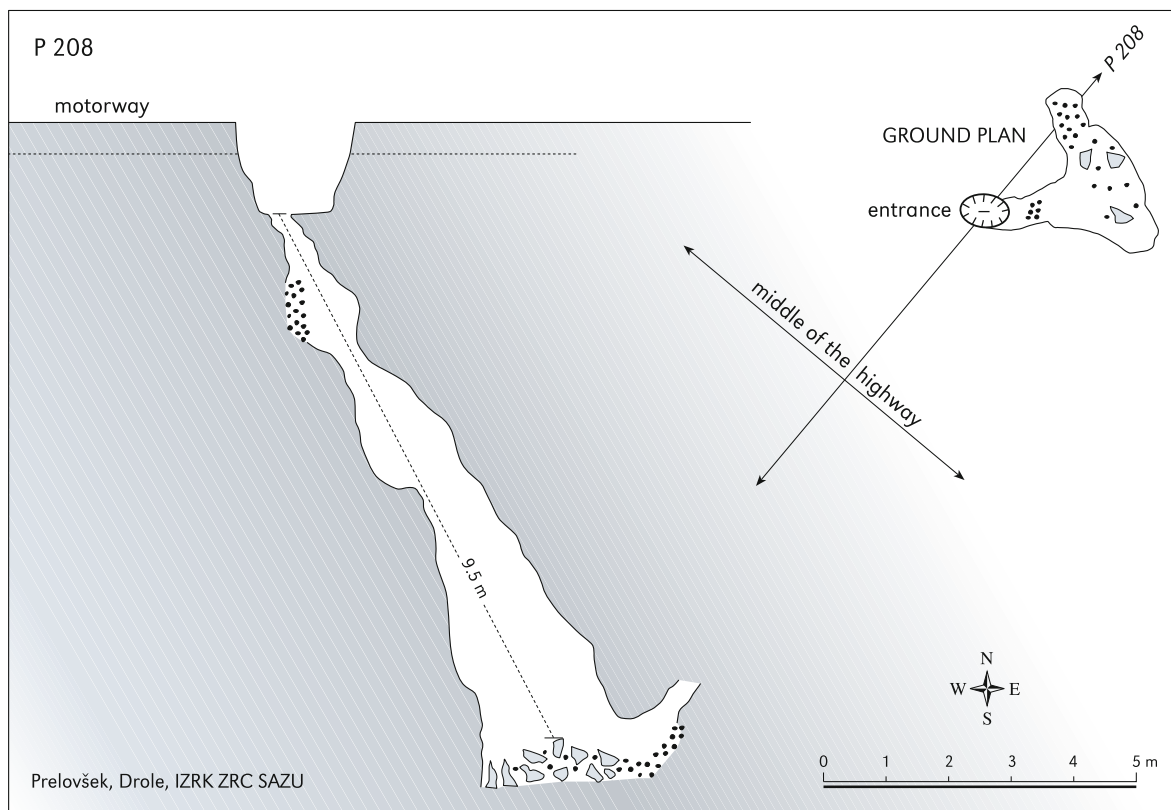 P 208
motorway
P 208
GROUND PLAN
entrance
middle of the highway
9.5 m
N
W E
S
0 1 2 3 4 5 m
Prelovšek, Drole, IZRK ZRC SAZU